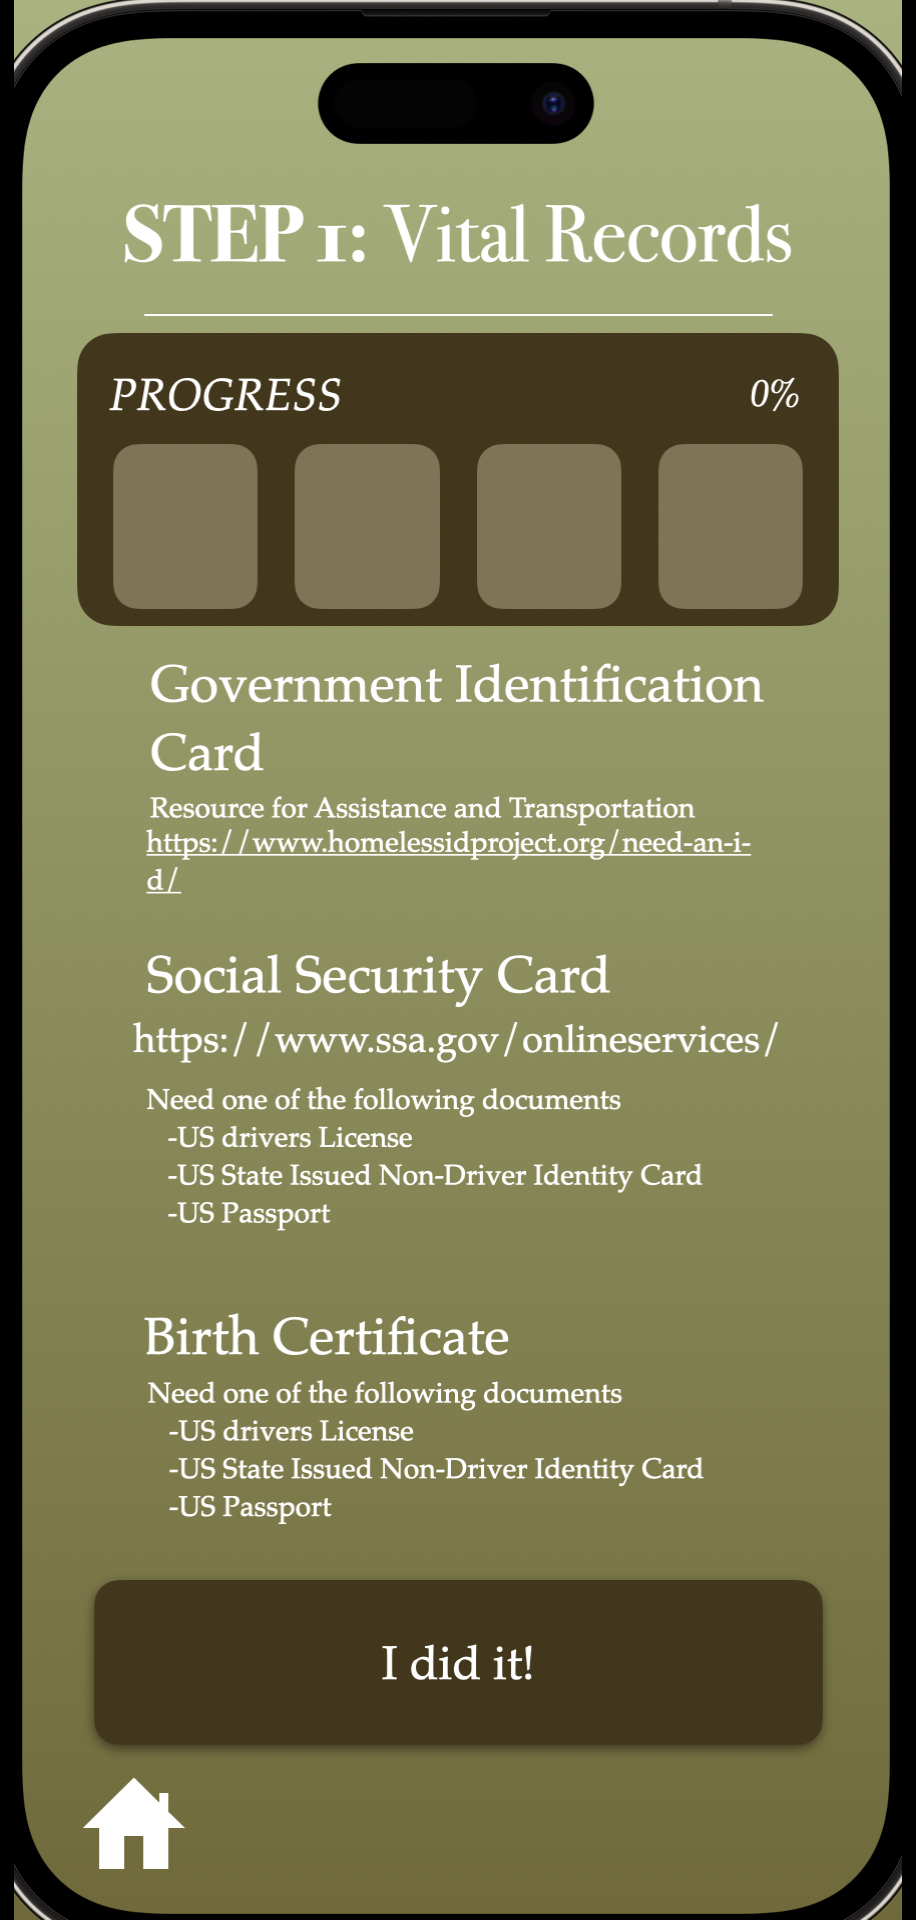 STEP 1: Vital Records
PROGRESS 0%
Government Identification
Card
Resource for Assistance and Transportation
https://www.homelessidproject.org/need-an-i-
d/
Social Security Card
https://www.ssa.gov/onlineservices/
Need one of the following documents
-US drivers License
-US State Issued Non-Driver Identity Card
-US Passport
Birth Certificate
Need one of the following documents
-US drivers License
-US State Issued Non-Driver Identity Card
-US Passport
I did it!